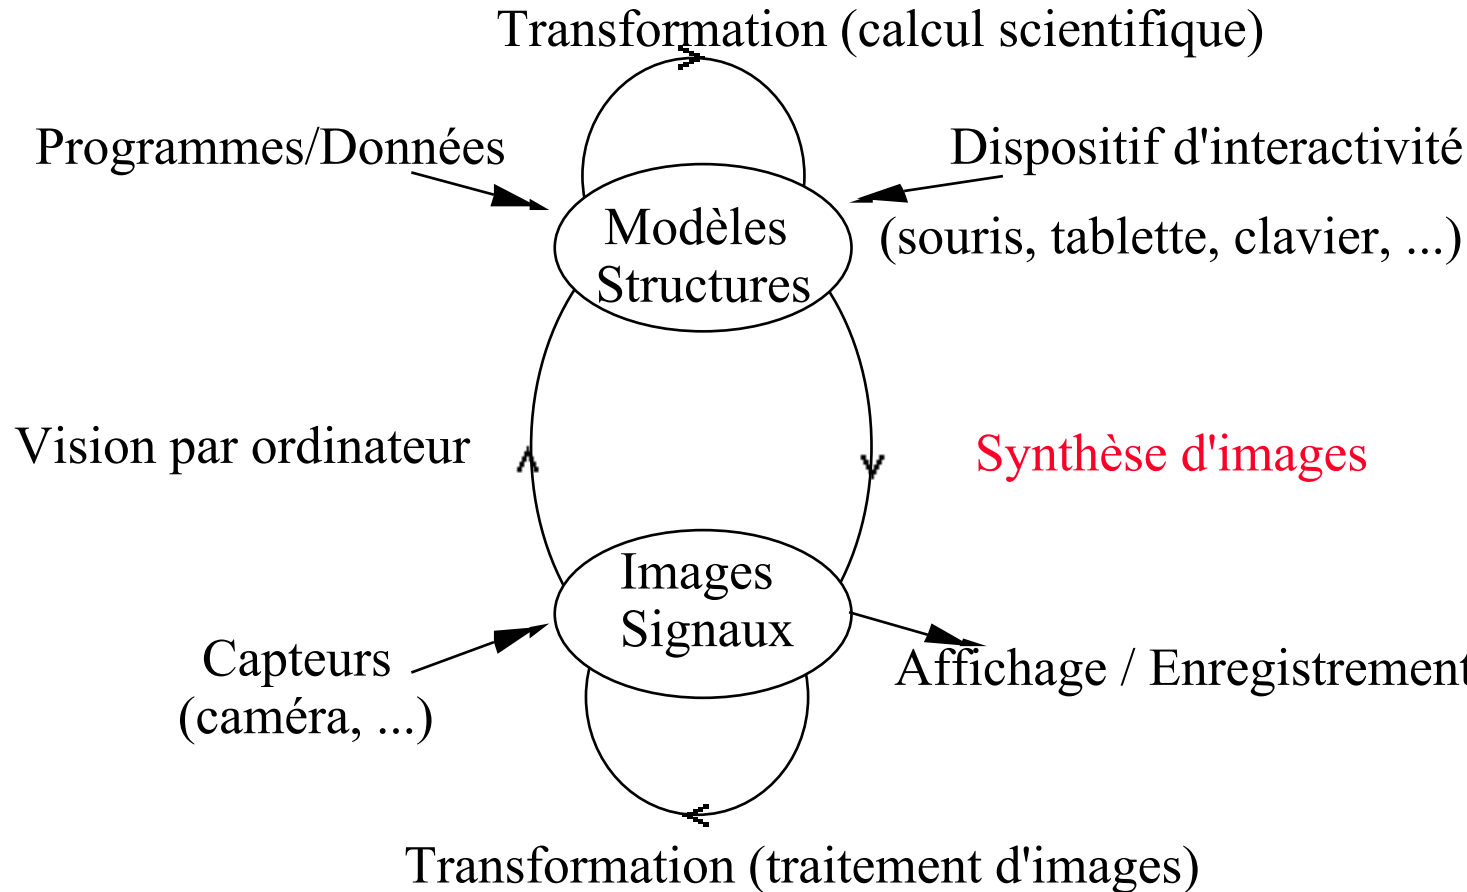 Transformation (calcul scientifique)
Programmes/Données
Dispositif d'interactivité
(souris, tablette, clavier, ...)
Modèles
Structures
Vision par ordinateur
Synthèse d'images
Images
Signaux
Capteurs
(caméra, ...)
Affichage / Enregistrement
Transformation (traitement d'images)